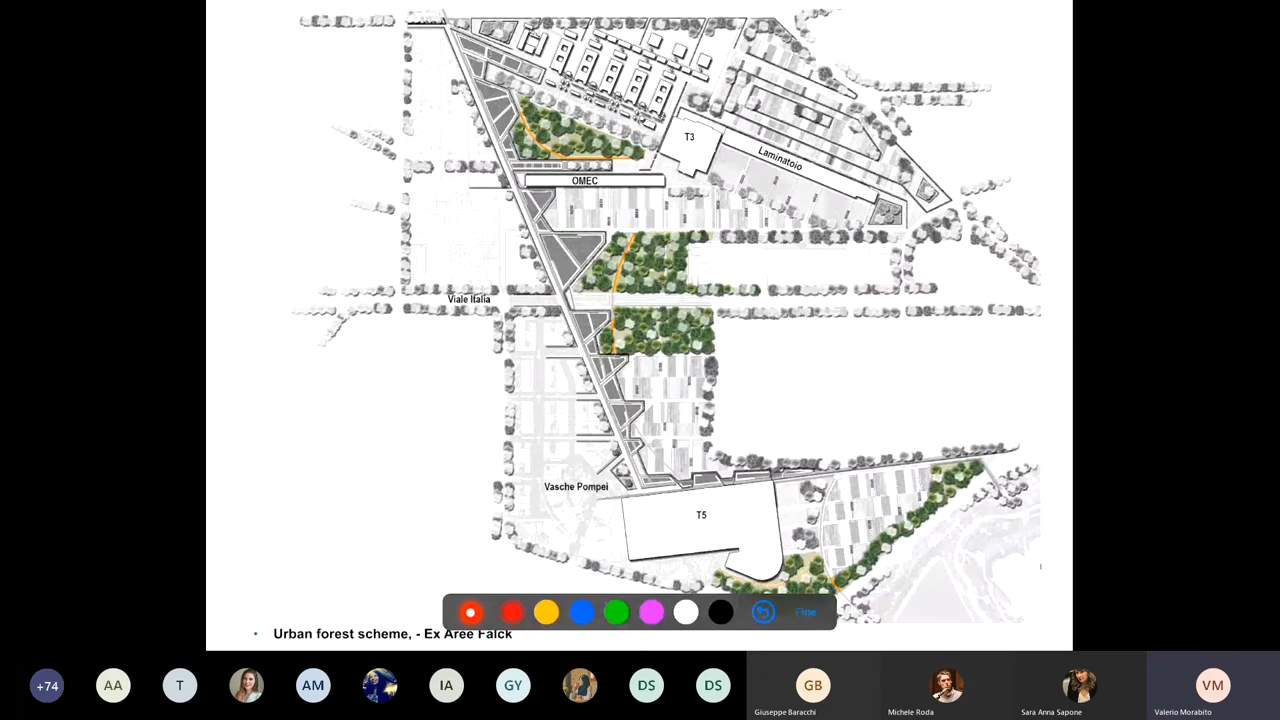 T3
Laminatoio
OMEC
Viale Italia
Vasche Pompei
T5
Fine
• Urban forest scheme, - Ex Aree Falck
+74
AA
T
AM
IA
GY
DS
DS
GB
VM
Giuseppe Baracchi
Michele Roda
Sara Anna Sapone
Valerio Morabito